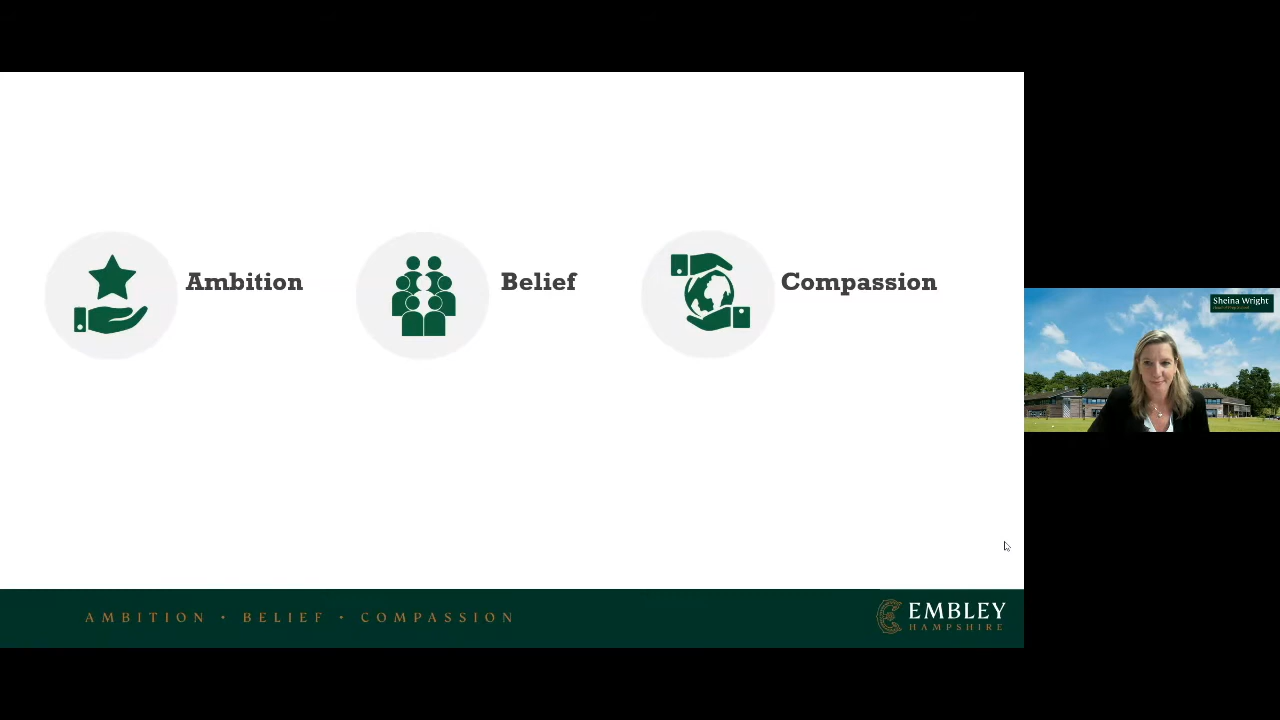 Ambition
Belief
Compassion
Sheina Wright
AMBITION • BELIEF • COMPASSION
EMBLEY
HAMPSHIRE